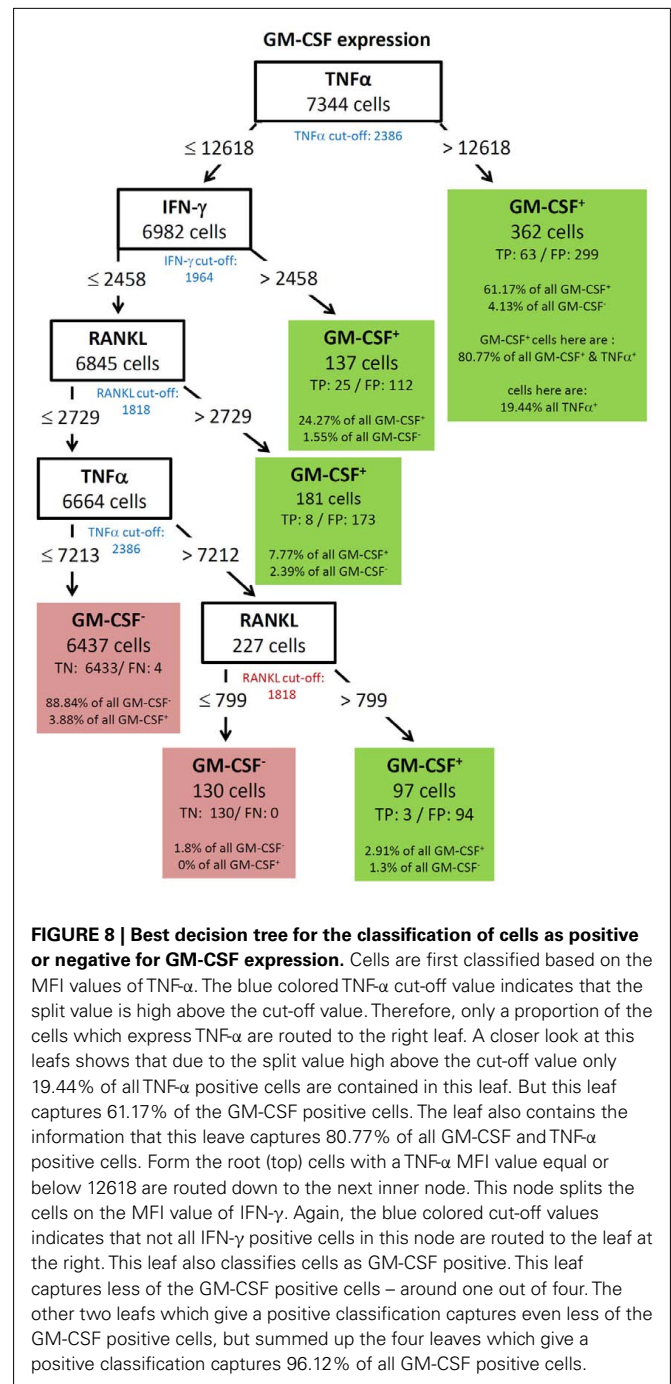 GM-CSF expression
TNFα
7344 cells
TNFα cut-off: 2386
≤ 12618
> 12618
IFN-γ
6982 cells
IFN-γ cut-off:
1964
≤ 2458
> 2458
GM-CSF⁺
362 cells
TP: 63 / FP: 299
61.17% of all GM-CSF⁺
4.13% of all GM-CSF⁻
GM-CSF⁺ cells here are :
80.77% of all GM-CSF⁺ & TNFα⁺
cells here are:
19.44% all TNFα⁺
RANKL
6845 cells
RANKL cut-off:
1818
≤ 2729
> 2729
GM-CSF⁺
137 cells
TP: 25 / FP: 112
24.27% of all GM-CSF⁺
1.55% of all GM-CSF⁻
TNFα
6664 cells
TNFα cut-off:
2386
≤ 7213
> 7212
GM-CSF⁺
181 cells
TP: 8 / FP: 173
7.77% of all GM-CSF⁺
2.39% of all GM-CSF⁻
GM-CSF⁻
6437 cells
TN: 6433/ FN: 4
88.84% of all GM-CSF⁻
3.88% of all GM-CSF⁺
RANKL
227 cells
RANKL cut-off:
1818
≤ 799
> 799
GM-CSF⁻
130 cells
TN: 130/ FN: 0
1.8% of all GM-CSF⁻
0% of all GM-CSF⁺
GM-CSF⁺
97 cells
TP: 3 / FP: 94
2.91% of all GM-CSF⁺
1.3% of all GM-CSF⁻
FIGURE 8 | Best decision tree for the classification of cells as positive
or negative for GM-CSF expression. Cells are first classified based on the
MFI values of TNF-α. The blue colored TNF-α cut-off value indicates that the
split value is high above the cut-off value. Therefore, only a proportion of the
cells which express TNF-α are routed to the right leaf. A closer look at this
leafs shows that due to the split value high above the cut-off value only
19.44% of all TNF-α positive cells are contained in this leaf. But this leaf
captures 61.17% of the GM-CSF positive cells. The leaf also contains the
information that this leave captures 80.77% of all GM-CSF and TNF-α
positive cells. Form the root (top) cells with a TNF-α MFI value equal or
below 12618 are routed down to the next inner node. This node splits the
cells on the MFI value of IFN-γ. Again, the blue colored cut-off values
indicates that not all IFN-γ positive cells in this node are routed to the leaf at
the right. This leaf also classifies cells as GM-CSF positive. This leaf
captures less of the GM-CSF positive cells – around one out of four. The
other two leafs which give a positive classification captures even less of the
GM-CSF positive cells, but summed up the four leaves which give a
positive classification captures 96.12% of all GM-CSF positive cells.